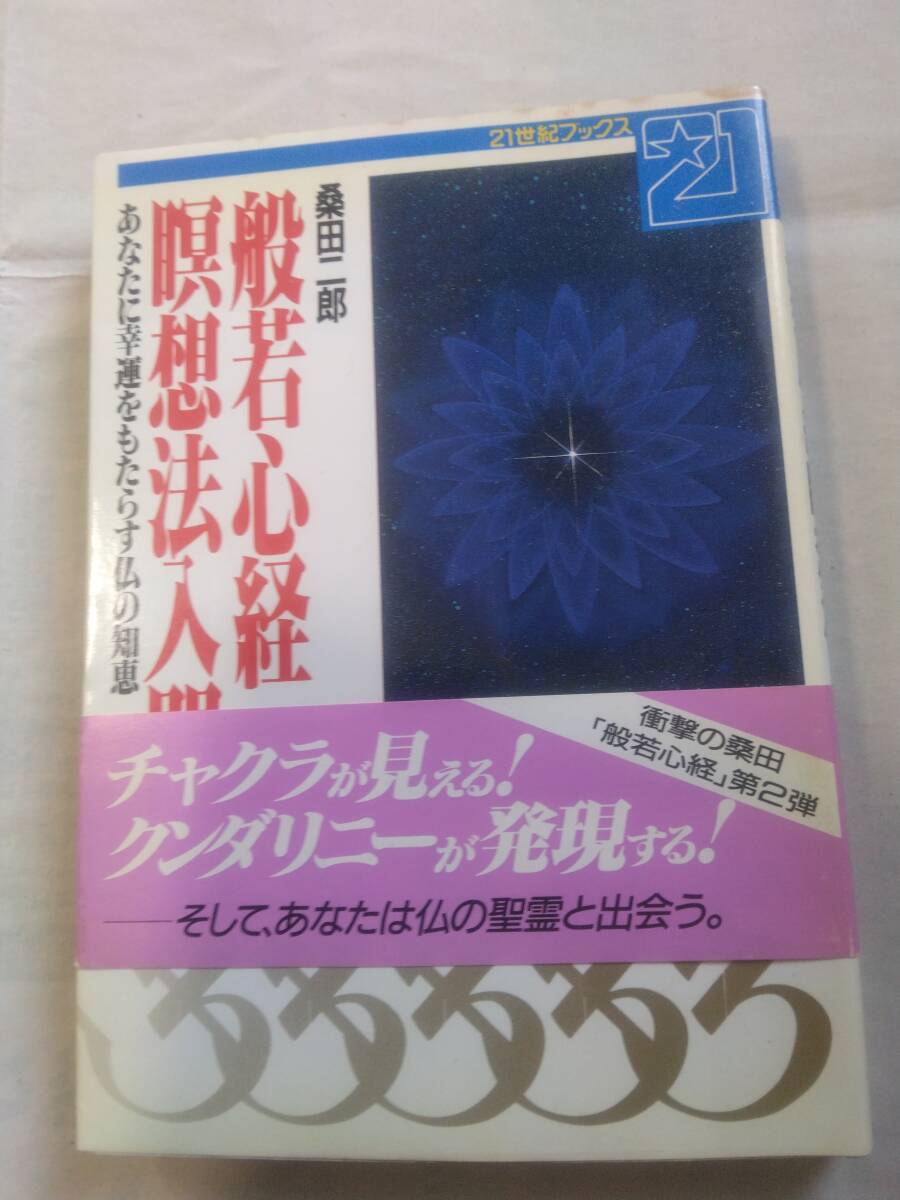 21世紀ブックス
21
桑田二郎
般若心経
瞑想法入門
あなたに幸運をもたらす仏の知恵
衝撃の桑田
「般若心経」第2弾
チャクラが見える!
クンダリニーが発現する!
──そして、あなたは仏の聖霊と出会う。